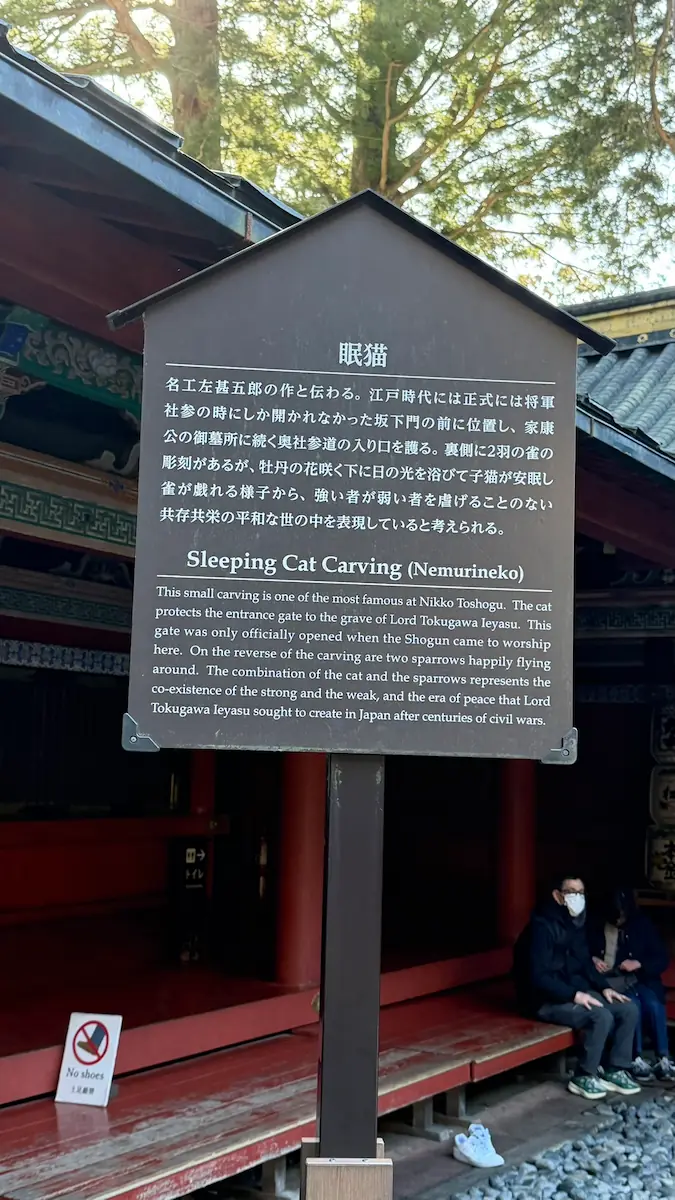 眠猫
名工左甚五郎の作と伝わる。江戸時代には正式には将軍
社参の時にしか開かれなかった坂下門の前に位置し、家康
公の御墓所に続く奥社参道の入り口を護る。裏側に2羽の雀の
彫刻があるが、牡丹の花咲く下に日の光を浴びて子猫が安眠し
雀が戯れる様子から、強い者が弱い者を虐げることのない
共存共栄の平和な世の中を表現していると考えられる。
Sleeping Cat Carving (Nemurineko)
This small carving is one of the most famous at Nikko Toshogu. The cat
protects the entrance gate to the grave of Lord Tokugawa Ieyasu. This
gate was only officially opened when the Shogun came to worship
here. On the reverse of the carving are two sparrows happily flying
around. The combination of the cat and the sparrows represents the
co-existence of the strong and the weak, and the era of peace that Lord
Tokugawa Ieyasu sought to create in Japan after centuries of civil wars.
トイレ
No shoes
土足厳禁